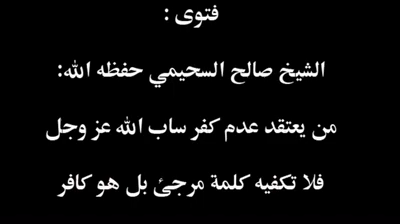 فتوى :
الشيخ صالح السحيمي حفظه الله:
من يعتقد عدم كفر ساب الله عز وجل
فلا تكفيه كلمة مرجئ بل هو كافر